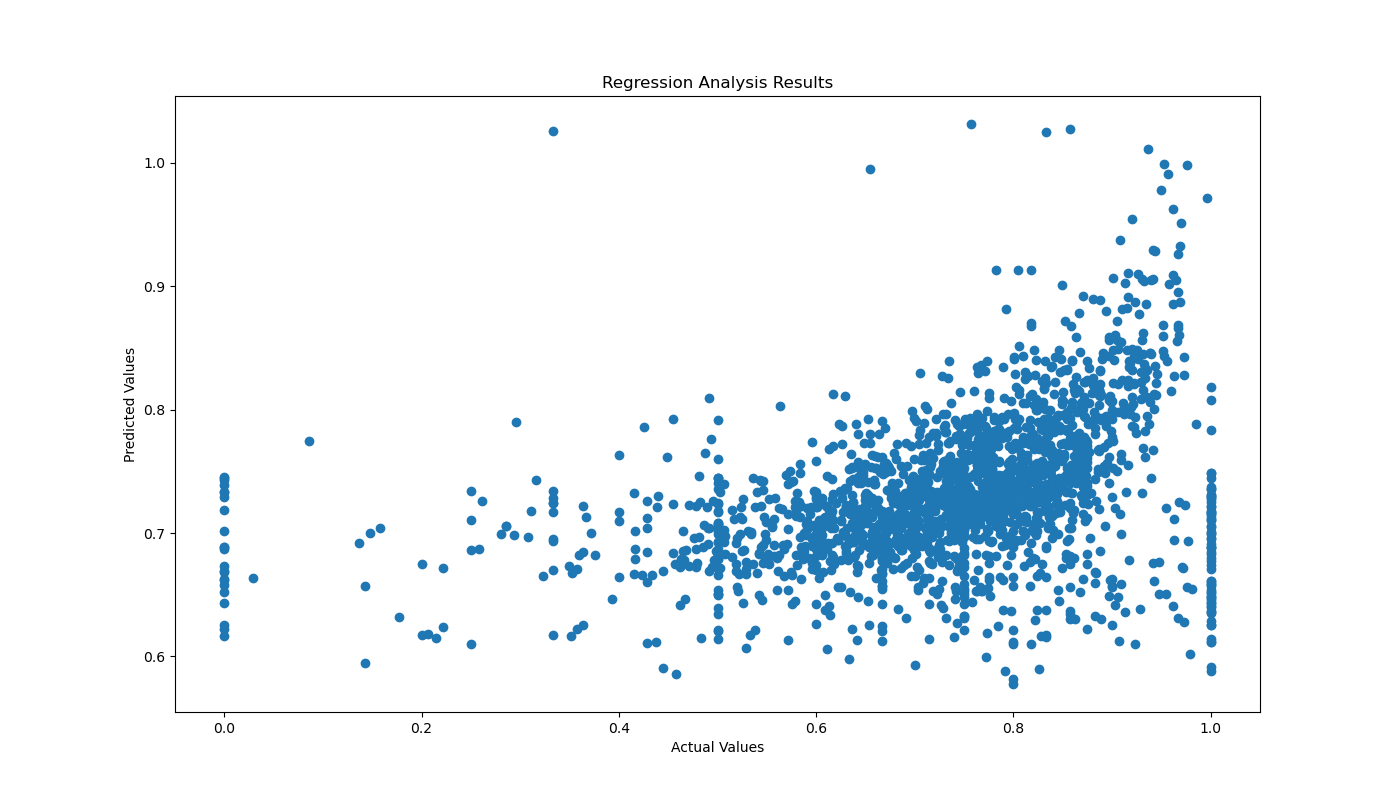 Regression Analysis Results
1.0
0.9
0.8
0.7
0.6
Predicted Values
0.0 0.2 0.4 0.6 0.8 1.0
Actual Values